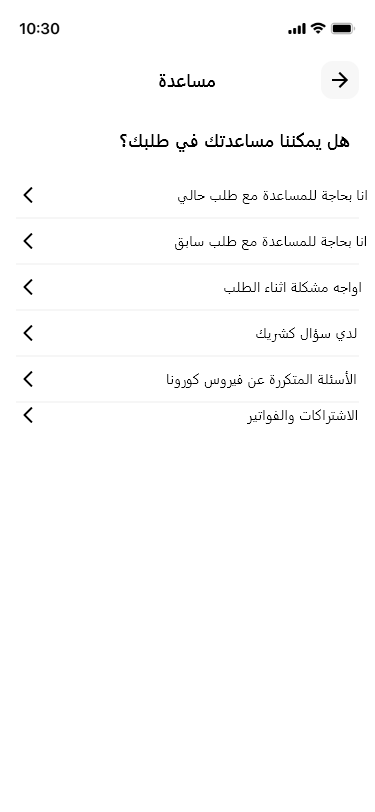 10:30
مساعدة
هل يمكننا مساعدتك في طلبك؟
انا بحاجة للمساعدة مع طلب حالي
انا بحاجة للمساعدة مع طلب سابق
اواجه مشكلة اثناء الطلب
لدي سؤال كشريك
الأسئلة المتكررة عن فيروس كورونا
الاشتراكات والفواتير